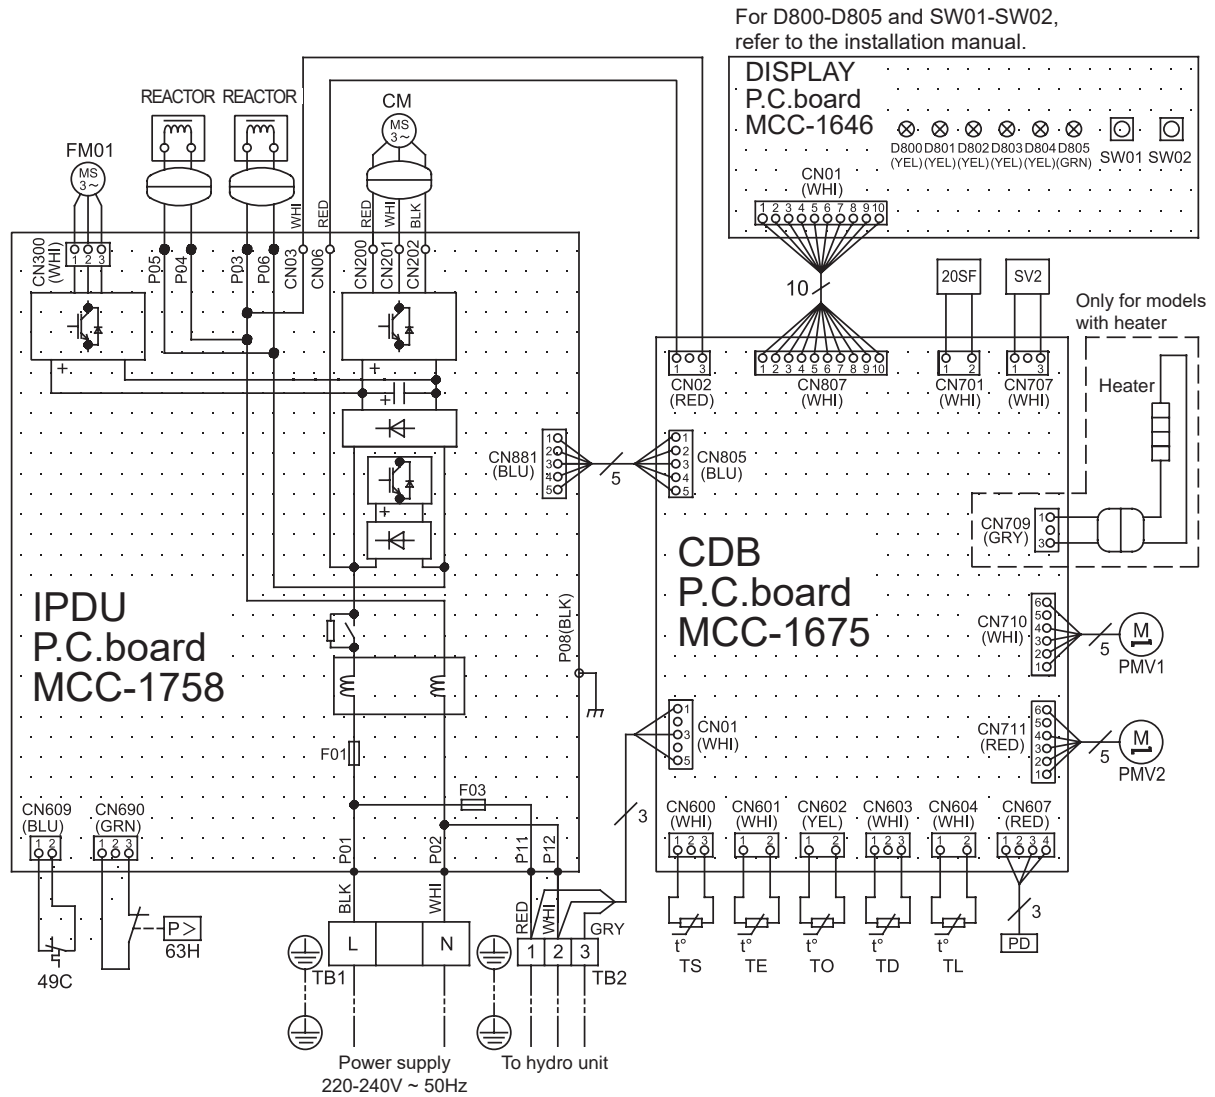 For D800-D805 and SW01-SW02,
refer to the installation manual.
DISPLAY
P.C.board
MCC-1646
D800 D801 D802 D803 D804 D805
(YEL) (YEL) (YEL) (YEL) (YEL) (GRN)
SW01 SW02
CN01
(WHI)
1 2 3 4 5 6 7 8 9 10
10
REACTOR REACTOR
CM
MS
3~
FM01
MS
3~
WHI
RED
RED
WHI
BLK
CN300
(WHI)
1 2 3
P05
P04
P03
P06
CN03
CN06
CN200
CN201
CN202
+
+
+
+
IPDU
P.C.board
MCC-1758
CN881
(BLU)
1
2
3
4
5
5
P08(BLK)
F01
F03
CN609
(BLU)
1 2
CN690
(GRN)
1 2 3
P01
P02
P11
P12
BLK
WHI
RED
WHI
GRY
49C
P>
63H
L
N
TB1
1 2 3
TB2
Power supply
220-240V ~ 50Hz
To hydro unit
3
20SF
SV2
Only for models
with heater
Heater
1 3
CN02
(RED)
1 2 3 4 5 6 7 8 9 10
CN807
(WHI)
1 2
CN701
(WHI)
1 3
CN707
(WHI)
1
2
3
4
5
CN805
(BLU)
CN709
(GRY)
1
3
CDB
P.C.board
MCC-1675
CN710
(WHI)
6
5
4
3
2
1
5
M
PMV1
CN01
(WHI)
1
3
5
CN711
(RED)
6
5
4
3
2
1
5
M
PMV2
CN600
(WHI)
1 2 3
CN601
(WHI)
1 2
CN602
(YEL)
1 2
CN603
(WHI)
1 2 3
CN604
(WHI)
1 2
CN607
(RED)
1 2 3 4
3
PD
t° t° t° t° t°
TS TE TO TD TL